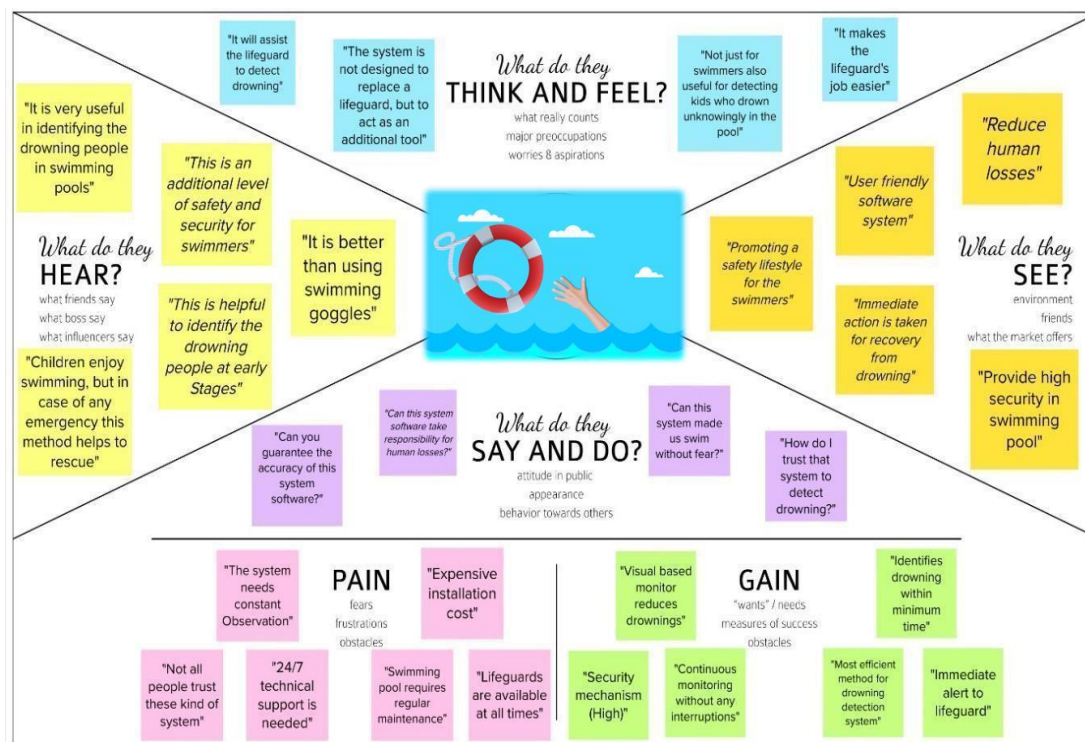 What do they
THINK AND FEEL?
what really counts
major preoccupations
worries & aspirations
"It will assist
the lifeguard
to detect
drowning"
"The system is
not designed to
replace a
lifeguard, but to
act as an
additional tool"
"Not just for
swimmers also
useful for detecting
kids who drown
unknowingly in the
pool"
"It makes
the
lifeguard's
job easier"
What do they
HEAR?
what friends say
what boss say
what influencers say
"It is very useful
in identifying the
drowning people
in swimming
pools"
"This is an
additional level
of safety and
security for
swimmers"
"It is better
than using
swimming
goggles"
"This is helpful
to identify the
drowning
people at early
Stages"
"Children enjoy
swimming, but in
case of any
emergency this
method helps to
rescue"
What do they
SEE?
environment
friends
what the market offers
"Reduce
human
losses"
"User friendly
software
system"
"Promoting a
safety lifestyle
for the
swimmers"
"Immediate
action is taken
for recovery
from
drowning"
"Provide high
security in
swimming
pool"
What do they
SAY AND DO?
attitude in public
appearance
behavior towards others
"Can you
guarantee the
accuracy of this
system
software?"
"Can this system
software take
responsibility for
human losses?"
"Can this
system made
us swim
without fear?"
"How do I
trust that
system to
detect
drowning?"
PAIN
fears
frustrations
obstacles
"The system
needs
constant
Observation"
"Expensive
installation
cost"
"Not all
people trust
these kind of
system"
"24/7
technical
support is
needed"
"Swimming
pool requires
regular
maintenance"
"Lifeguards
are available
at all times"
GAIN
"wants" / needs
measures of success
obstacles
"Visual based
monitor
reduces
drownings"
"Identifies
drowning
within
minimum
time"
"Security
mechanism
(High)"
"Continuous
monitoring
without any
interruptions"
"Most efficient
method for
drowning
detection
system"
"Immediate
alert to
lifeguard"